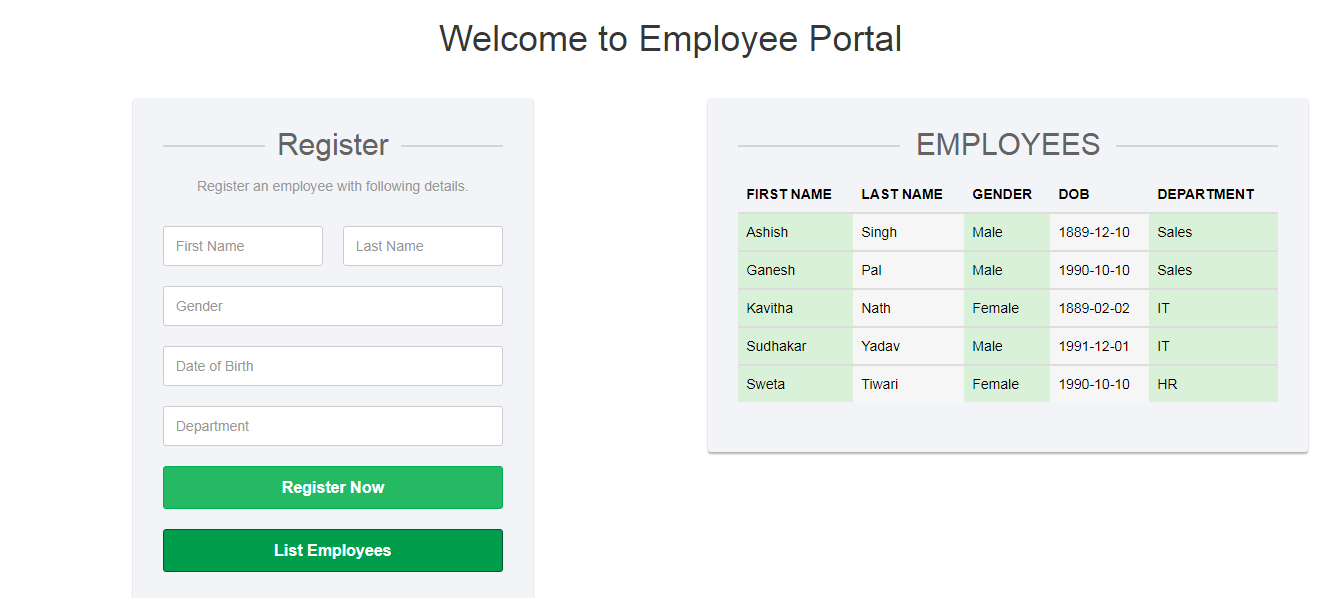 Welcome to Employee Portal
Register
Register an employee with following details.
First Name Last Name
Gender
Date of Birth
Department
Register Now
List Employees
EMPLOYEES
FIRST NAME LAST NAME GENDER DOB DEPARTMENT
Ashish Singh Male 1889-12-10 Sales
Ganesh Pal Male 1990-10-10 Sales
Kavitha Nath Female 1889-02-02 IT
Sudhakar Yadav Male 1991-12-01 IT
Sweta Tiwari Female 1990-10-10 HR